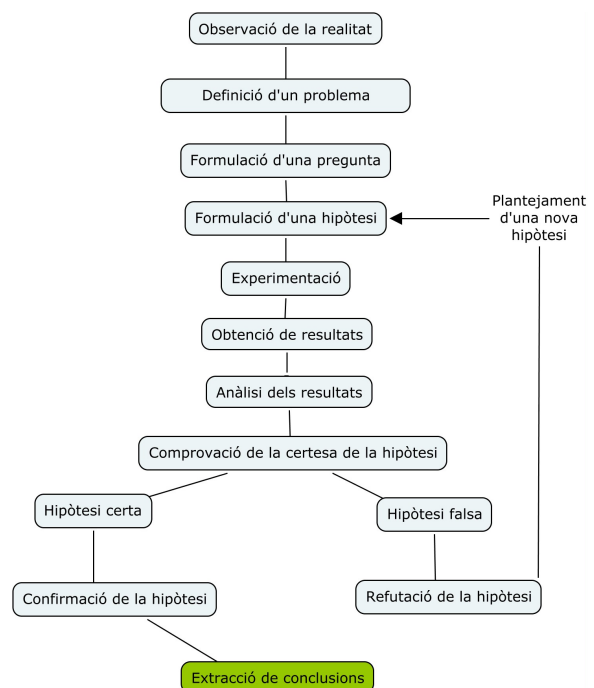 Observació de la realitat
Definició d'un problema
Formulació d'una pregunta
Plantejament
d'una nova
hipòtesi
Formulació d'una hipòtesi
Experimentació
Obtenció de resultats
Anàlisi dels resultats
Comprovació de la certesa de la hipòtesi
Hipòtesi certa
Hipòtesi falsa
Confirmació de la hipòtesi
Refutació de la hipòtesi
Extracció de conclusions